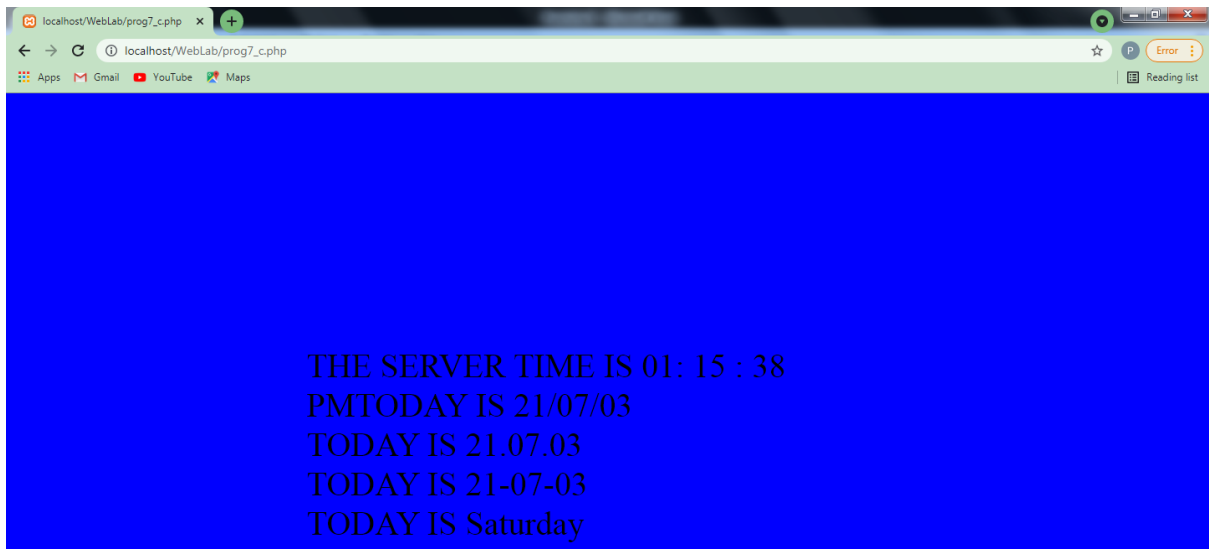 localhost/WebLab/prog7_c.php
localhost/WebLab/prog7_c.php
P
Error
Apps
Gmail
YouTube
Maps
Reading list
THE SERVER TIME IS 01: 15 : 38
PMTODAY IS 21/07/03
TODAY IS 21.07.03
TODAY IS 21-07-03
TODAY IS Saturday